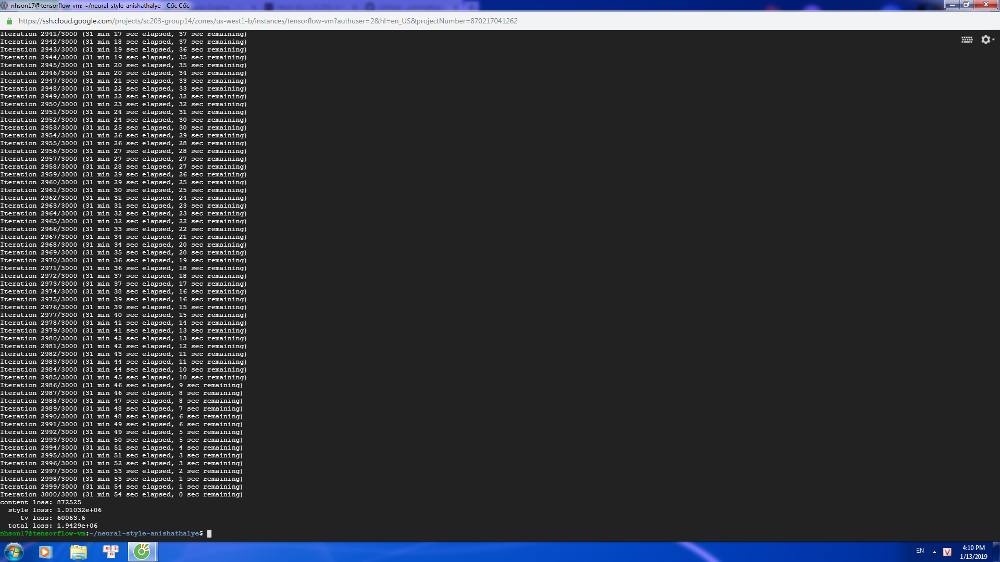 nhson17@tensorflow-vm: ~/neural-style-anishathalye - Cốc Cốc
https://ssh.cloud.google.com/projects/sc203-group14/zones/us-west1-b/instances/tensorflow-vm?authuser=2&hl=en_US&projectNumber=870217041262
Iteration 2941/3000 (31 min 17 sec elapsed, 37 sec remaining)
Iteration 2942/3000 (31 min 18 sec elapsed, 37 sec remaining)
Iteration 2943/3000 (31 min 19 sec elapsed, 36 sec remaining)
Iteration 2944/3000 (31 min 19 sec elapsed, 35 sec remaining)
Iteration 2945/3000 (31 min 20 sec elapsed, 35 sec remaining)
Iteration 2946/3000 (31 min 20 sec elapsed, 34 sec remaining)
Iteration 2947/3000 (31 min 21 sec elapsed, 33 sec remaining)
Iteration 2948/3000 (31 min 22 sec elapsed, 33 sec remaining)
Iteration 2949/3000 (31 min 22 sec elapsed, 32 sec remaining)
Iteration 2950/3000 (31 min 23 sec elapsed, 32 sec remaining)
Iteration 2951/3000 (31 min 24 sec elapsed, 31 sec remaining)
Iteration 2952/3000 (31 min 24 sec elapsed, 30 sec remaining)
Iteration 2953/3000 (31 min 25 sec elapsed, 30 sec remaining)
Iteration 2954/3000 (31 min 26 sec elapsed, 29 sec remaining)
Iteration 2955/3000 (31 min 26 sec elapsed, 28 sec remaining)
Iteration 2956/3000 (31 min 27 sec elapsed, 28 sec remaining)
Iteration 2957/3000 (31 min 27 sec elapsed, 27 sec remaining)
Iteration 2958/3000 (31 min 28 sec elapsed, 27 sec remaining)
Iteration 2959/3000 (31 min 29 sec elapsed, 26 sec remaining)
Iteration 2960/3000 (31 min 29 sec elapsed, 25 sec remaining)
Iteration 2961/3000 (31 min 30 sec elapsed, 25 sec remaining)
Iteration 2962/3000 (31 min 31 sec elapsed, 24 sec remaining)
Iteration 2963/3000 (31 min 31 sec elapsed, 23 sec remaining)
Iteration 2964/3000 (31 min 32 sec elapsed, 23 sec remaining)
Iteration 2965/3000 (31 min 32 sec elapsed, 22 sec remaining)
Iteration 2966/3000 (31 min 33 sec elapsed, 22 sec remaining)
Iteration 2967/3000 (31 min 34 sec elapsed, 21 sec remaining)
Iteration 2968/3000 (31 min 34 sec elapsed, 20 sec remaining)
Iteration 2969/3000 (31 min 35 sec elapsed, 20 sec remaining)
Iteration 2970/3000 (31 min 36 sec elapsed, 19 sec remaining)
Iteration 2971/3000 (31 min 36 sec elapsed, 18 sec remaining)
Iteration 2972/3000 (31 min 37 sec elapsed, 18 sec remaining)
Iteration 2973/3000 (31 min 37 sec elapsed, 17 sec remaining)
Iteration 2974/3000 (31 min 38 sec elapsed, 16 sec remaining)
Iteration 2975/3000 (31 min 39 sec elapsed, 16 sec remaining)
Iteration 2976/3000 (31 min 39 sec elapsed, 15 sec remaining)
Iteration 2977/3000 (31 min 40 sec elapsed, 15 sec remaining)
Iteration 2978/3000 (31 min 41 sec elapsed, 14 sec remaining)
Iteration 2979/3000 (31 min 41 sec elapsed, 13 sec remaining)
Iteration 2980/3000 (31 min 42 sec elapsed, 13 sec remaining)
Iteration 2981/3000 (31 min 42 sec elapsed, 12 sec remaining)
Iteration 2982/3000 (31 min 43 sec elapsed, 11 sec remaining)
Iteration 2983/3000 (31 min 44 sec elapsed, 11 sec remaining)
Iteration 2984/3000 (31 min 44 sec elapsed, 10 sec remaining)
Iteration 2985/3000 (31 min 45 sec elapsed, 10 sec remaining)
Iteration 2986/3000 (31 min 46 sec elapsed, 9 sec remaining)
Iteration 2987/3000 (31 min 46 sec elapsed, 8 sec remaining)
Iteration 2988/3000 (31 min 47 sec elapsed, 8 sec remaining)
Iteration 2989/3000 (31 min 48 sec elapsed, 7 sec remaining)
Iteration 2990/3000 (31 min 48 sec elapsed, 6 sec remaining)
Iteration 2991/3000 (31 min 49 sec elapsed, 6 sec remaining)
Iteration 2992/3000 (31 min 49 sec elapsed, 5 sec remaining)
Iteration 2993/3000 (31 min 50 sec elapsed, 5 sec remaining)
Iteration 2994/3000 (31 min 51 sec elapsed, 4 sec remaining)
Iteration 2995/3000 (31 min 51 sec elapsed, 3 sec remaining)
Iteration 2996/3000 (31 min 52 sec elapsed, 3 sec remaining)
Iteration 2997/3000 (31 min 53 sec elapsed, 2 sec remaining)
Iteration 2998/3000 (31 min 53 sec elapsed, 1 sec remaining)
Iteration 2999/3000 (31 min 54 sec elapsed, 1 sec remaining)
Iteration 3000/3000 (31 min 54 sec elapsed, 0 sec remaining)
content loss: 872525
style loss: 1.01032e+06
tv loss: 60063.6
total loss: 1.9429e+06
nhson17@tensorflow-vm:~/neural-style-anishathalye$
u n i
EN
V
4:10 PM
1/13/2019